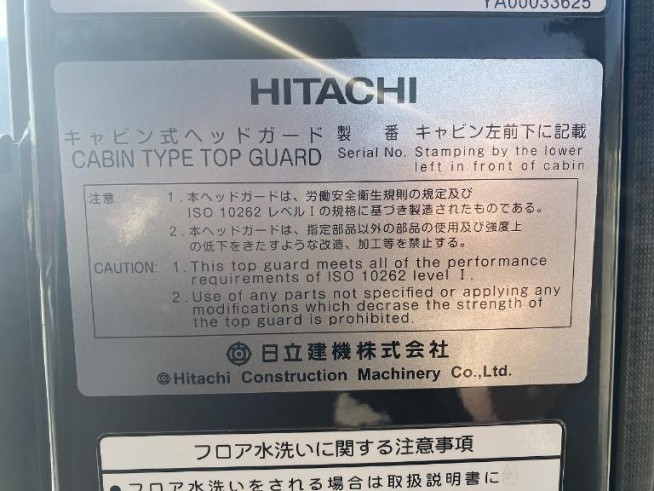 YA00033625
HITACHI
キャビン式ヘッドガード 製 番 キャビン左前下に記載
CABIN TYPE TOP GUARD Serial No. Stamping by the lower
left in front of cabin
注意 1. 本ヘッドガードは、労働安全衛生規則の規定及び
ISO 10262 レベルⅠの規格に基づき製造されたものである。
2. 本ヘッドガードは、指定部品以外の部品の使用及び強度上
の低下をきたすような改造、加工等を禁止する。
CAUTION: 1. This top guard meets all of the performance
requirements of ISO 10262 level Ⅰ.
2. Use of any parts not specified or applying any
modifications which decrase the strength of
the top guard is prohibited.
日立建機株式会社
©Hitachi Construction Machinery Co.,Ltd.
フロア水洗いに関する注意事項
● フロア水洗いをされる場合は取扱説明書に